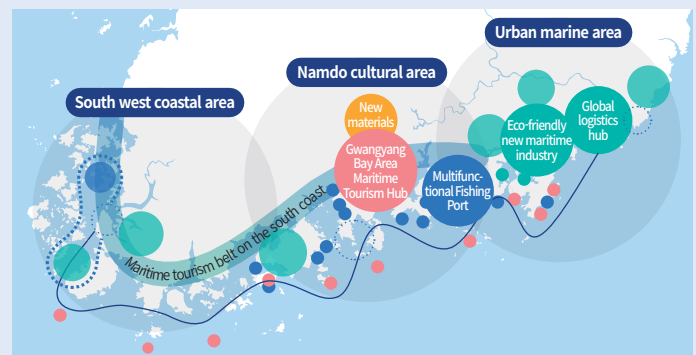 Urban marine area
Namdo cultural area
South west coastal area
New
materials
Global
logistics
hub
Eco-friendly
new maritime
industry
Gwangyang
Bay Area
Maritime
Tourism Hub
Multifunc-
tional Fishing
Port
Maritime tourism belt on the south coast